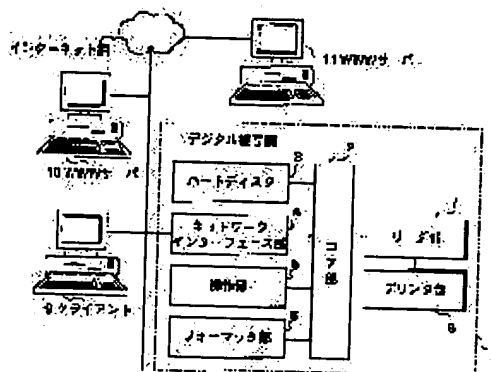 インターネット網
11 WWWサーバ
10 WWWサーバ
デジタル複写機
ハードディスク
ネットワーク
インターフェース部
コア部
リーダ部
操作部
プリンタ部
9 クライアント
フォーマッタ部